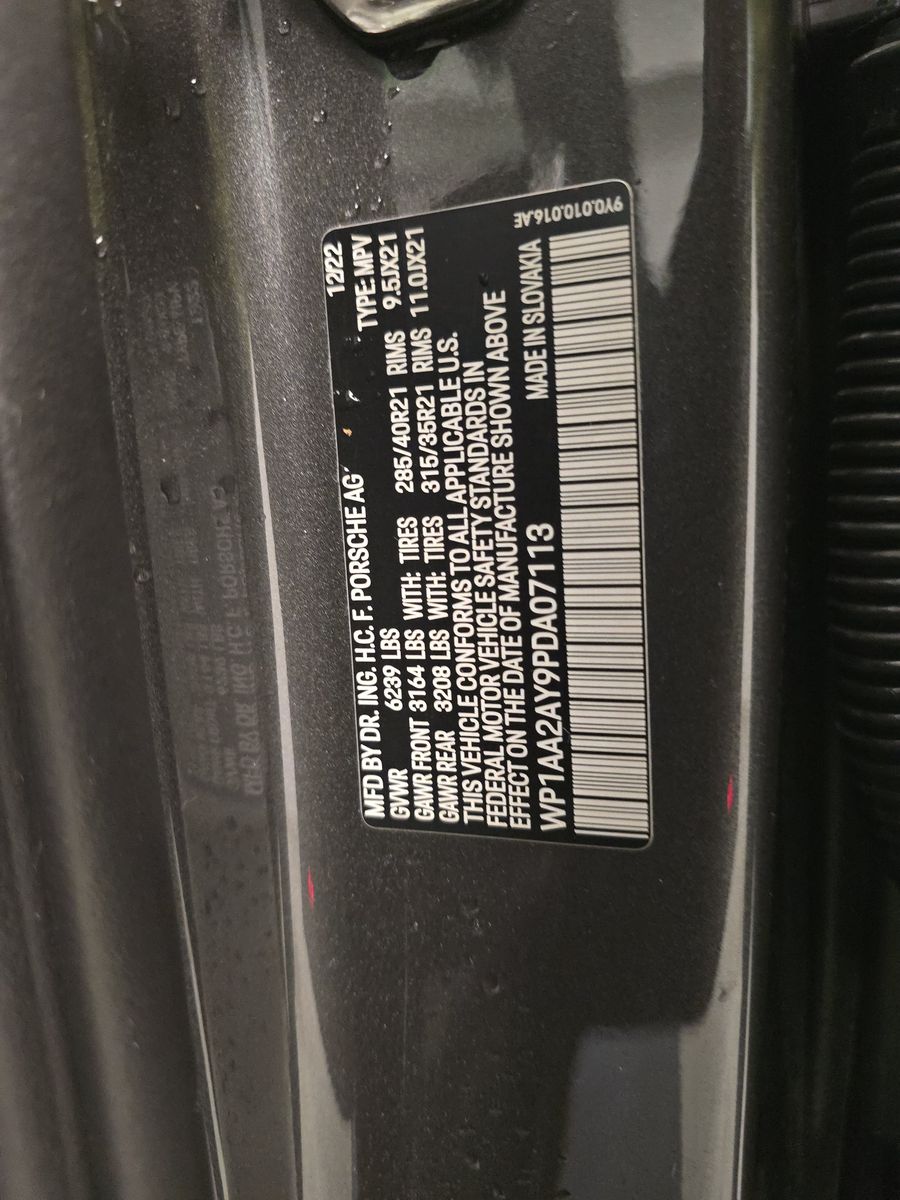 12/22
MFD BY DR. ING. H.C. F. PORSCHE AG TYPE: MPV
GVWR 6239 LBS
GAWR FRONT 3164 LBS WITH: TIRES 285/40R21 RIMS 9.5JX21
GAWR REAR 3208 LBS WITH: TIRES 315/35R21 RIMS 11.0JX21
THIS VEHICLE CONFORMS TO ALL APPLICABLE U.S.
FEDERAL MOTOR VEHICLE SAFETY STANDARDS IN
EFFECT ON THE DATE OF MANUFACTURE SHOWN ABOVE
WP1AA2AY9PDA07113 MADE IN SLOVAKIA
9Y0.010.016.AE